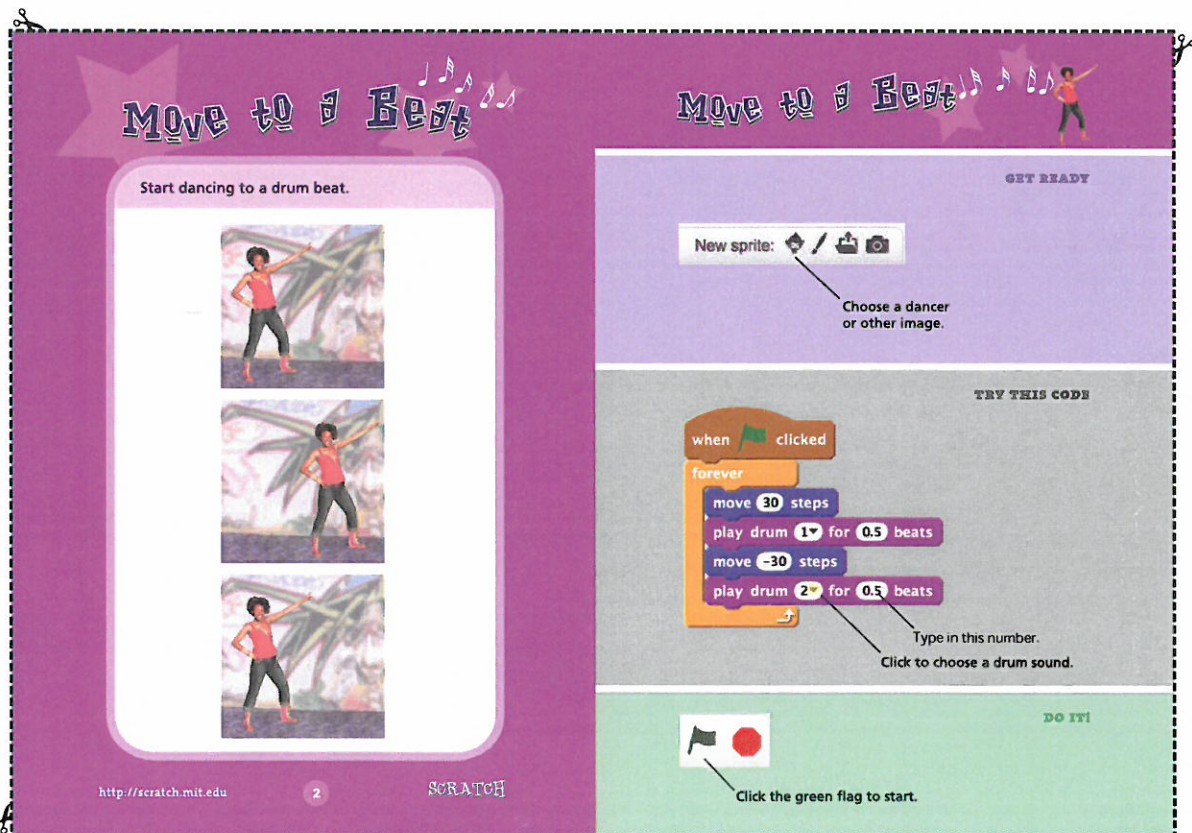 Move to a Beat
Start dancing to a drum beat.
http://scratch.mit.edu
2
SCRATCH
Move to a Beat
GET READY
New sprite:
Choose a dancer
or other image.
TRY THIS CODE
when clicked
forever
move 30 steps
play drum 1 for 0.5 beats
move -30 steps
play drum 2 for 0.5 beats
Type in this number.
Click to choose a drum sound.
DO IT!
Click the green flag to start.